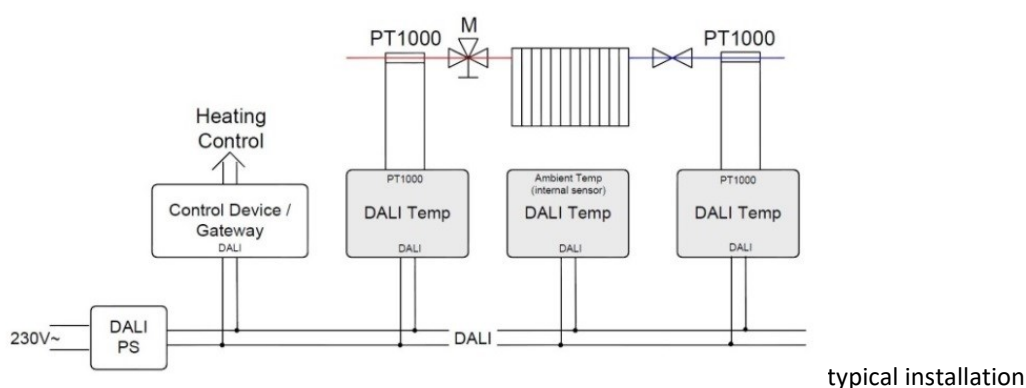 M
PT1000
PT1000
Heating
Control
PT1000
Ambient Temp
(internal sensor)
PT1000
Control Device /
Gateway
DALI
DALI Temp
DALI Temp
DALI Temp
DALI
DALI
DALI
230V~
DALI
PS
DALI
typical installation